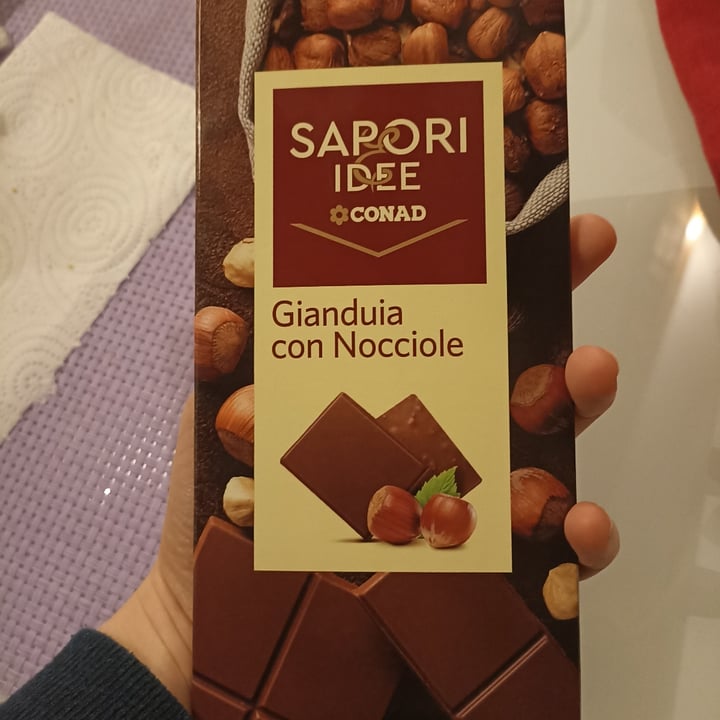 SAPORI
&
IDEE
CONAD
Gianduia
con Nocciole